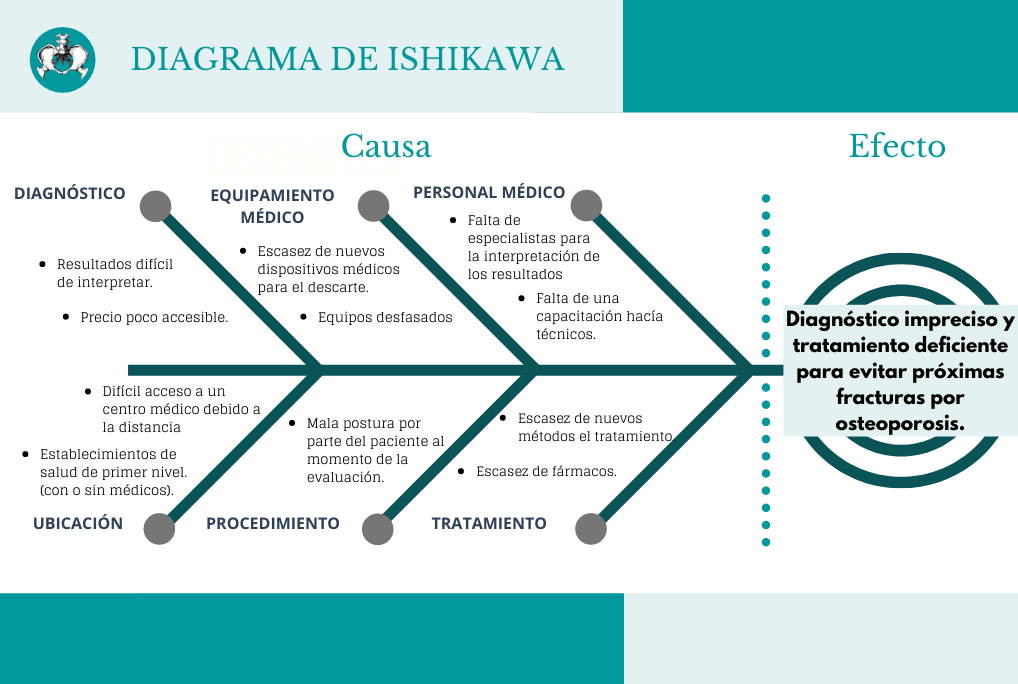 DIAGRAMA DE ISHIKAWA
Causa
Efecto
DIAGNÓSTICO
Resultados difícil
de interpretar.
Precio poco accesible.
EQUIPAMIENTO
MÉDICO
Escasez de nuevos
dispositivos médicos
para el descarte.
Equipos desfasados
PERSONAL MÉDICO
Falta de
especialistas para
la interpretación de
los resultados
Falta de una
capacitación hacía
técnicos.
Diagnóstico impreciso y
tratamiento deficiente
para evitar próximas
fracturas por
osteoporosis.
Difícil acceso a un
centro médico debido a
la distancia
Establecimientos de
salud de primer nivel.
(con o sin médicos).
UBICACIÓN
Mala postura por
parte del paciente al
momento de la
evaluación.
PROCEDIMIENTO
Escasez de nuevos
métodos el tratamiento.
Escasez de fármacos.
TRATAMIENTO